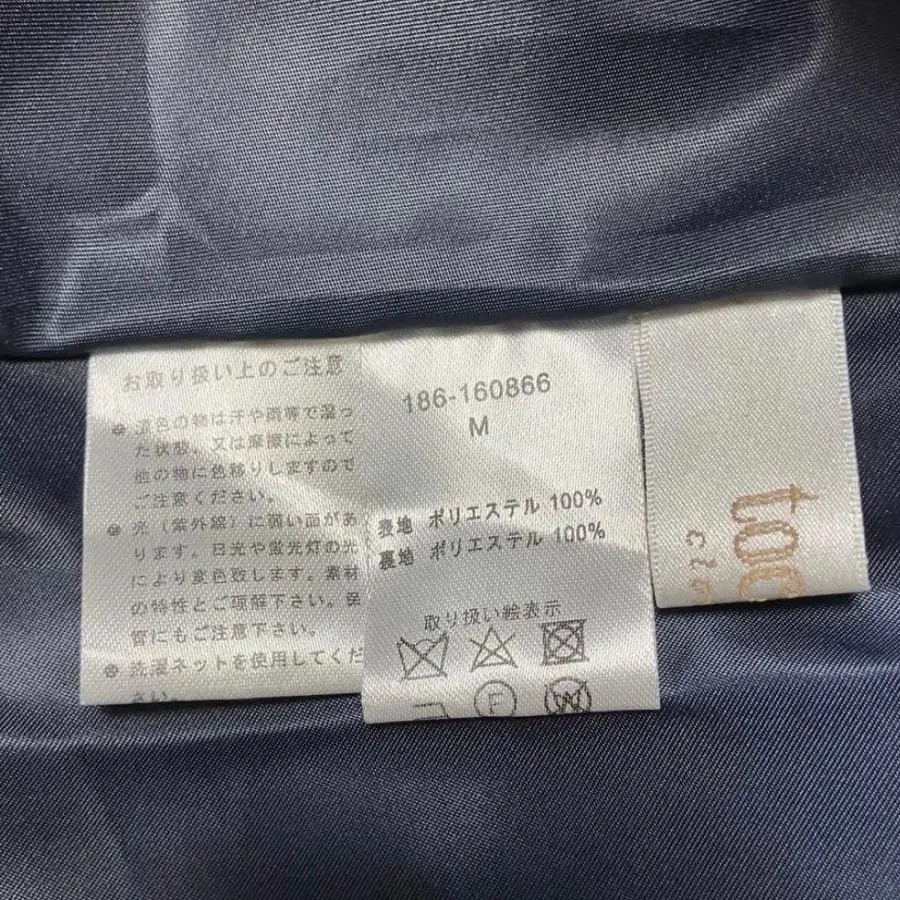 お取り扱い上のご注意
濃色の物は汗や雨等で湿っ
た状態、又は摩擦によって
他の物に色移りしますので
ご注意ください。
光(紫外線)に弱い面があ
ります。日光や蛍光灯の光
により変色致します。素材
の特性とご理解下さい。保
管にもご注意下さい。
洗濯ネットを使用してくだ
さい。
186-160866
M
表地 ポリエステル 100%
裏地 ポリエステル 100%
取り扱い絵表示
F
W
toc